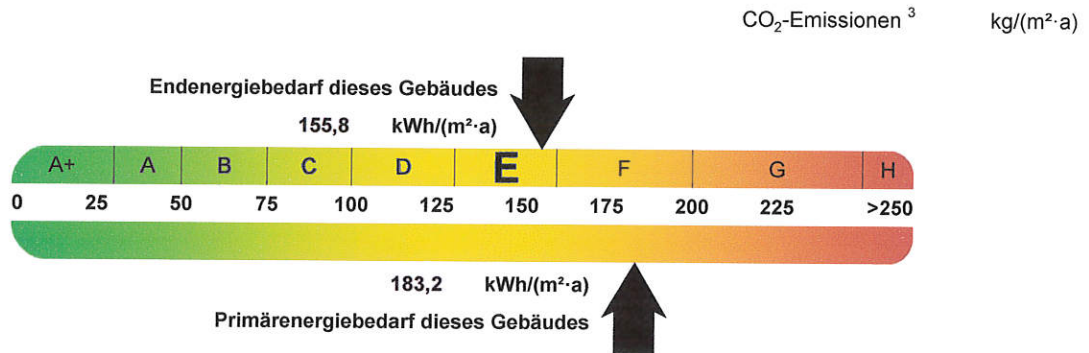 CO₂-Emissionen ³ kg/(m²·a)
Endenergiebedarf dieses Gebäudes
155,8 kWh/(m²·a)
A+ A B C D E F G H
0 25 50 75 100 125 150 175 200 225 >250
183,2 kWh/(m²·a)
Primärenergiebedarf dieses Gebäudes